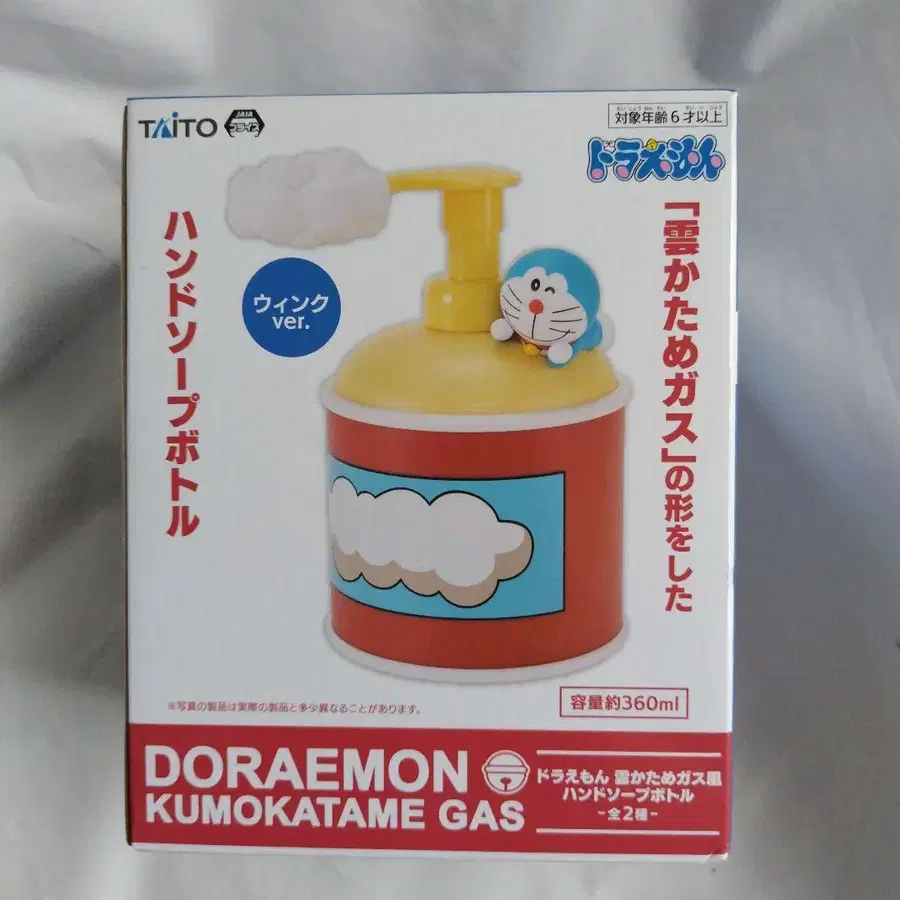 TAITO
JAIA
プライズ
対象年齢6才以上
ドラえもん
「雲かためガス」の形をした
ハンドソープボトル
ウィンク
ver.
※写真の製品は実際の製品と多少異なることがあります。
容量約360ml
DORAEMON
KUMOKATAME GAS
ドラえもん 雲かためガス風
ハンドソープボトル
-全2種-